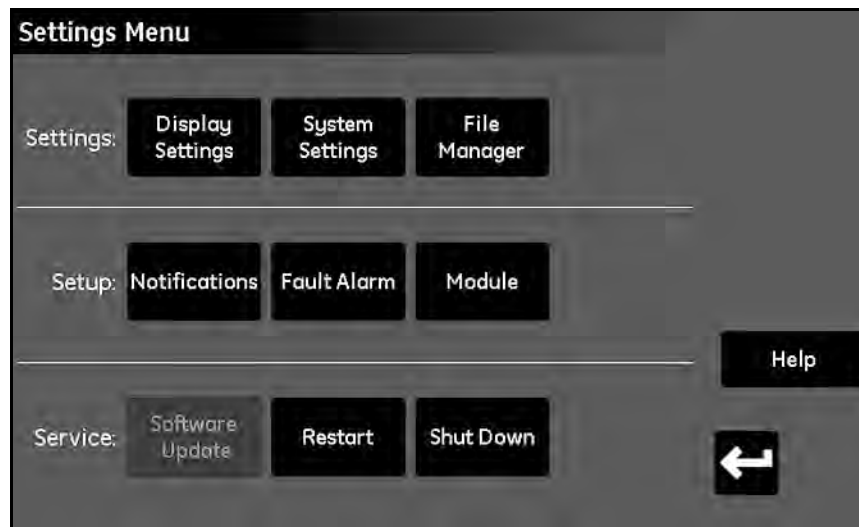 Settings Menu
Settings:
Display
Settings
System
Settings
File
Manager
Setup:
Notifications
Fault Alarm
Module
Help
Service:
Software
Update
Restart
Shut Down